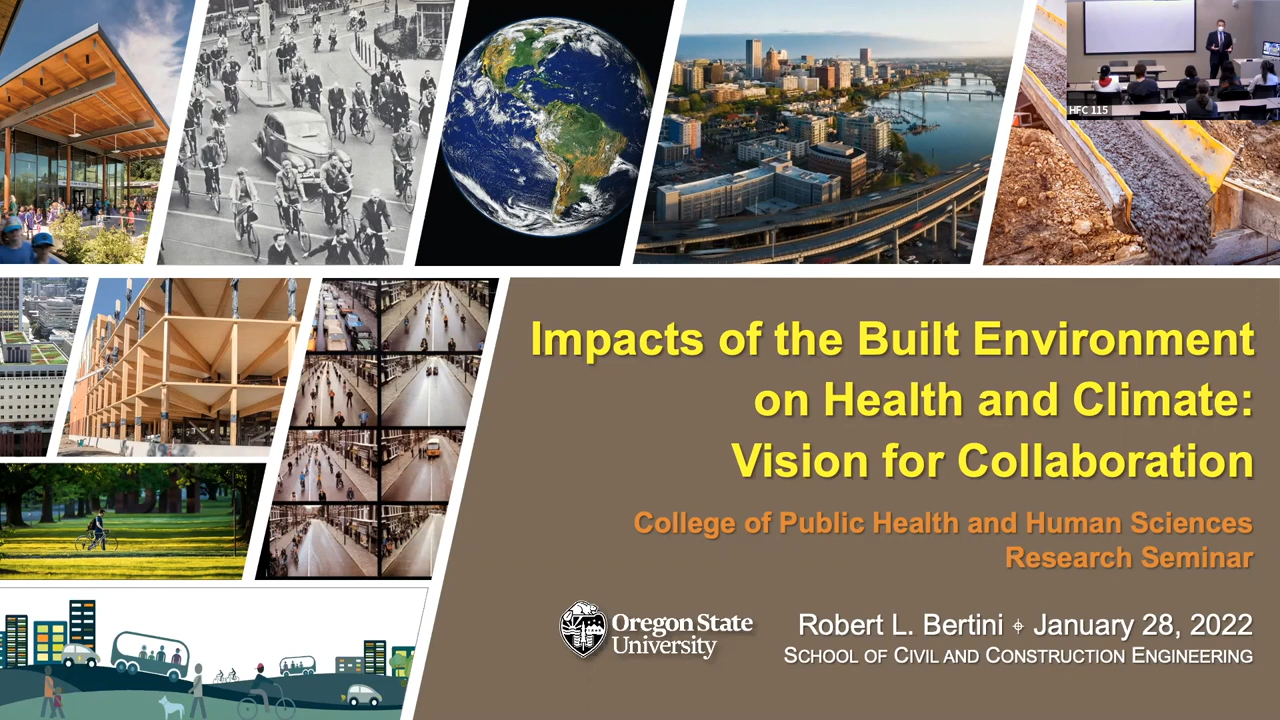 HFC 115
Impacts of the Built Environment
on Health and Climate:
Vision for Collaboration
College of Public Health and Human Sciences
Research Seminar
Oregon State
University
Robert L. Bertini ⌖ January 28, 2022
SCHOOL OF CIVIL AND CONSTRUCTION ENGINEERING